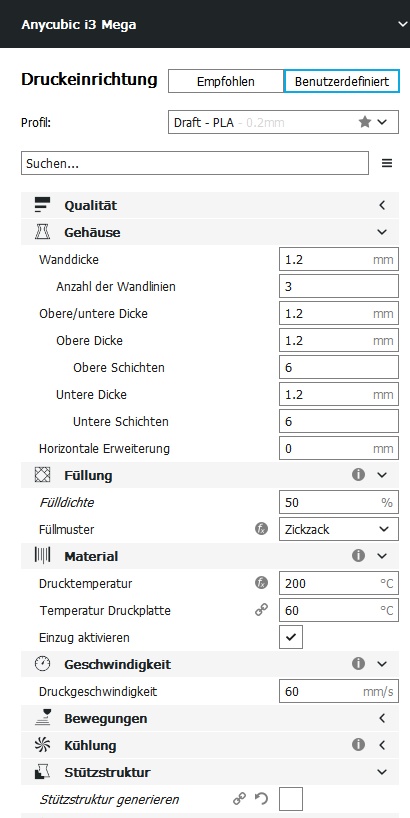 Anycubic i3 Mega
Druckeinrichtung Empfohlen Benutzerdefiniert
Profil: Draft - PLA - 0.2mm
Suchen...
Qualität
Gehäuse
Wanddicke 1.2 mm
Anzahl der Wandlinien 3
Obere/untere Dicke 1.2 mm
Obere Dicke 1.2 mm
Obere Schichten 6
Untere Dicke 1.2 mm
Untere Schichten 6
Horizontale Erweiterung 0 mm
Füllung
Fülldichte 50 %
Füllmuster Zickzack
Material
Drucktemperatur 200 °C
Temperatur Druckplatte 60 °C
Einzug aktivieren
Geschwindigkeit
Druckgeschwindigkeit 60 mm/s
Bewegungen
Kühlung
Stützstruktur
Stützstruktur generieren